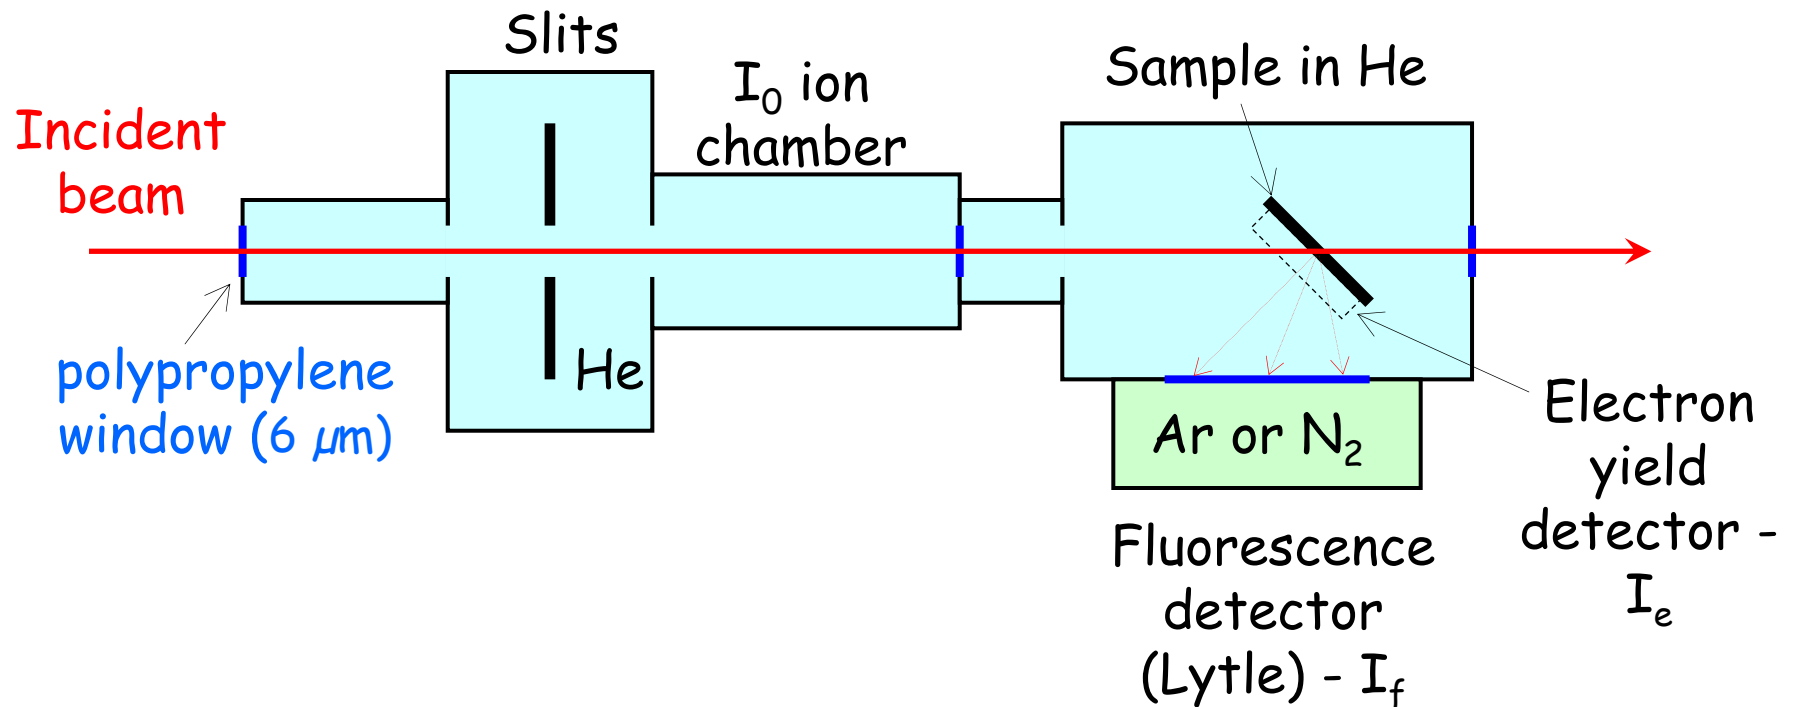 Slits
I₀ ion
chamber
Sample in He
Incident
beam
He
polypropylene
window (6 µm)
Ar or N₂
Electron
yield
detector -
Iₑ
Fluorescence
detector
(Lytle) - I_f